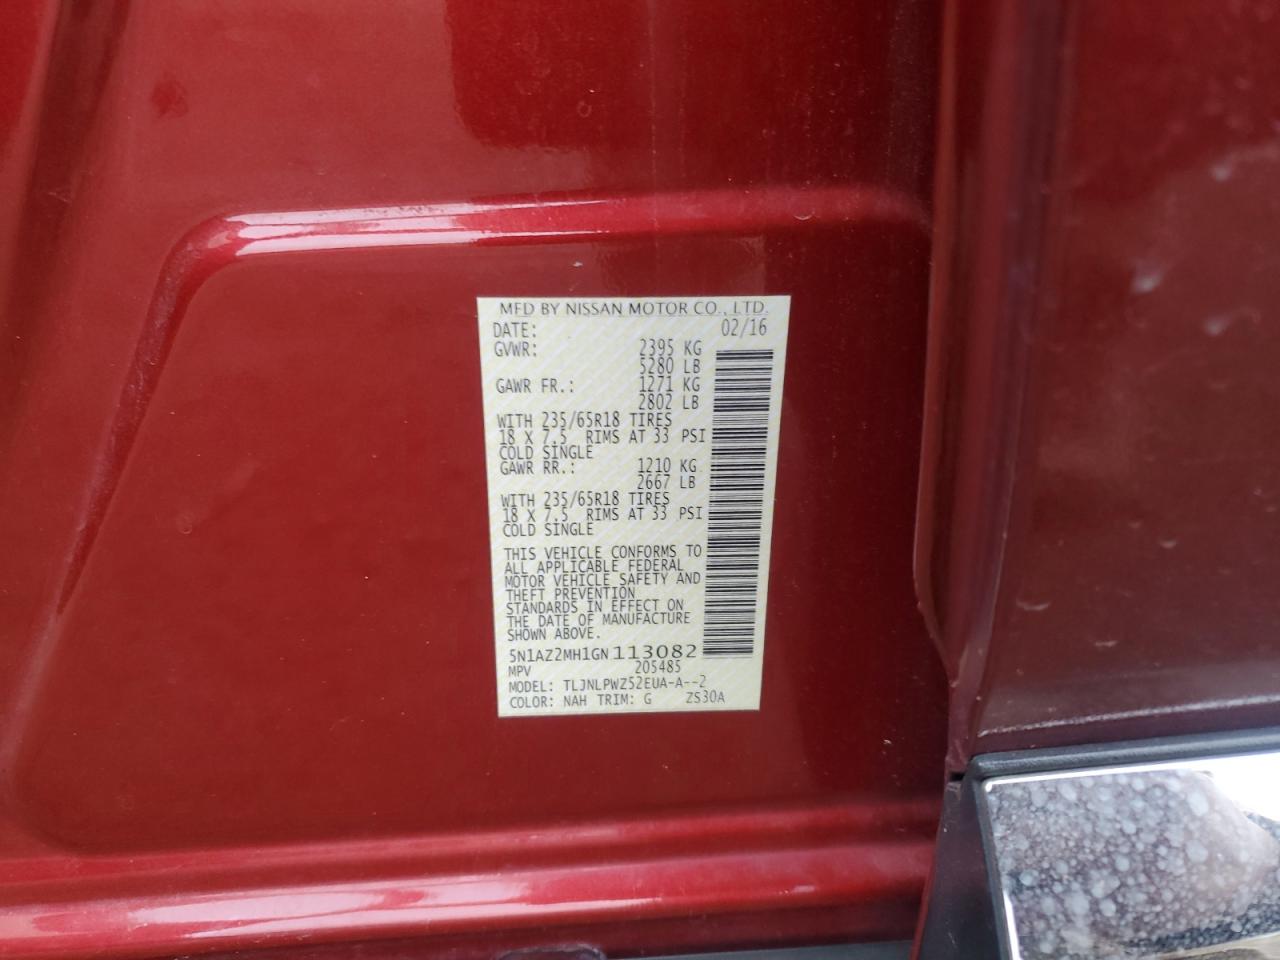 MFD BY NISSAN MOTOR CO., LTD.
DATE: 02/16
GVWR: 2395 KG
5280 LB
GAWR FR.: 1271 KG
2802 LB
WITH 235/65R18 TIRES
18 X 7.5 RIMS AT 33 PSI
COLD SINGLE
GAWR RR.: 1210 KG
2667 LB
WITH 235/65R18 TIRES
18 X 7.5 RIMS AT 33 PSI
COLD SINGLE
THIS VEHICLE CONFORMS TO
ALL APPLICABLE FEDERAL
MOTOR VEHICLE SAFETY AND
THEFT PREVENTION
STANDARDS IN EFFECT ON
THE DATE OF MANUFACTURE
SHOWN ABOVE.
5N1AZ2MH1GN113082
MPV 205485
MODEL: TLJNLPWZ52EUA-A--2
COLOR: NAH TRIM: G ZS30A